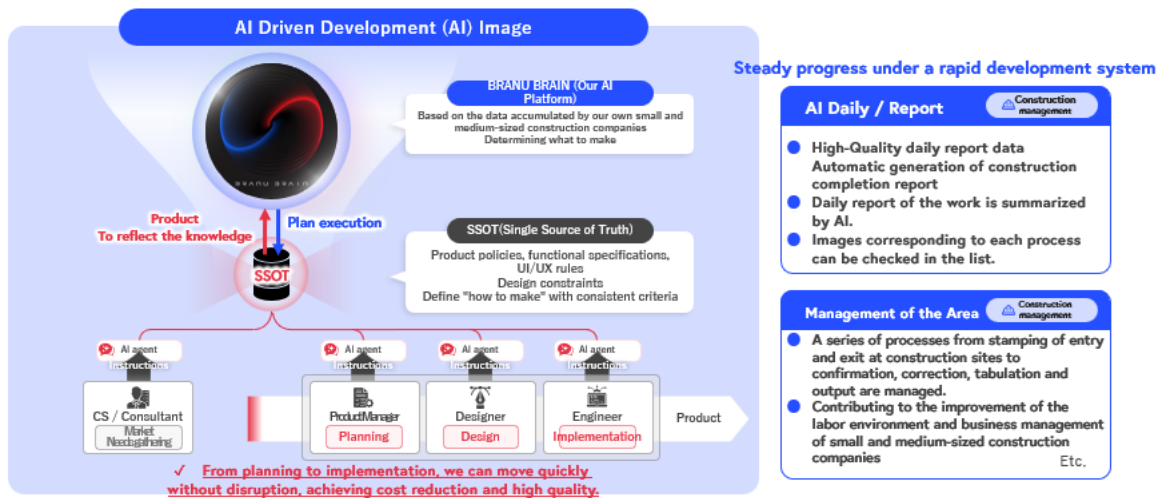 AI Driven Development (AI) Image
BRANU BRAIN (Our AI
Platform)
Based on the data accumulated by our own small and
medium-sized construction companies
Determining what to make
BRANU BRAIN
Product
To reflect the knowledge
Plan execution
SSOT
SSOT(Single Source of Truth)
Product policies, functional specifications,
UI/UX rules
Design constraints
Define "how to make" with consistent criteria
AI agent
Instructions
AI agent
Instructions
AI agent
Instructions
AI agent
Instructions
CS / Consultant
Market
Needsgathering
ProductManager
Planning
Designer
Design
Engineer
Implementation
Product
✓ From planning to implementation, we can move quickly
without disruption, achieving cost reduction and high quality.
Steady progress under a rapid development system
AI Daily / Report
Construction
management
High-Quality daily report data
Automatic generation of construction
completion report
Daily report of the work is summarized
by AI.
Images corresponding to each process
can be checked in the list.
Management of the Area
Construction
management
A series of processes from stamping of entry
and exit at construction sites to
confirmation, correction, tabulation and
output are managed.
Contributing to the improvement of the
labor environment and business management
of small and medium-sized construction
companies
Etc.